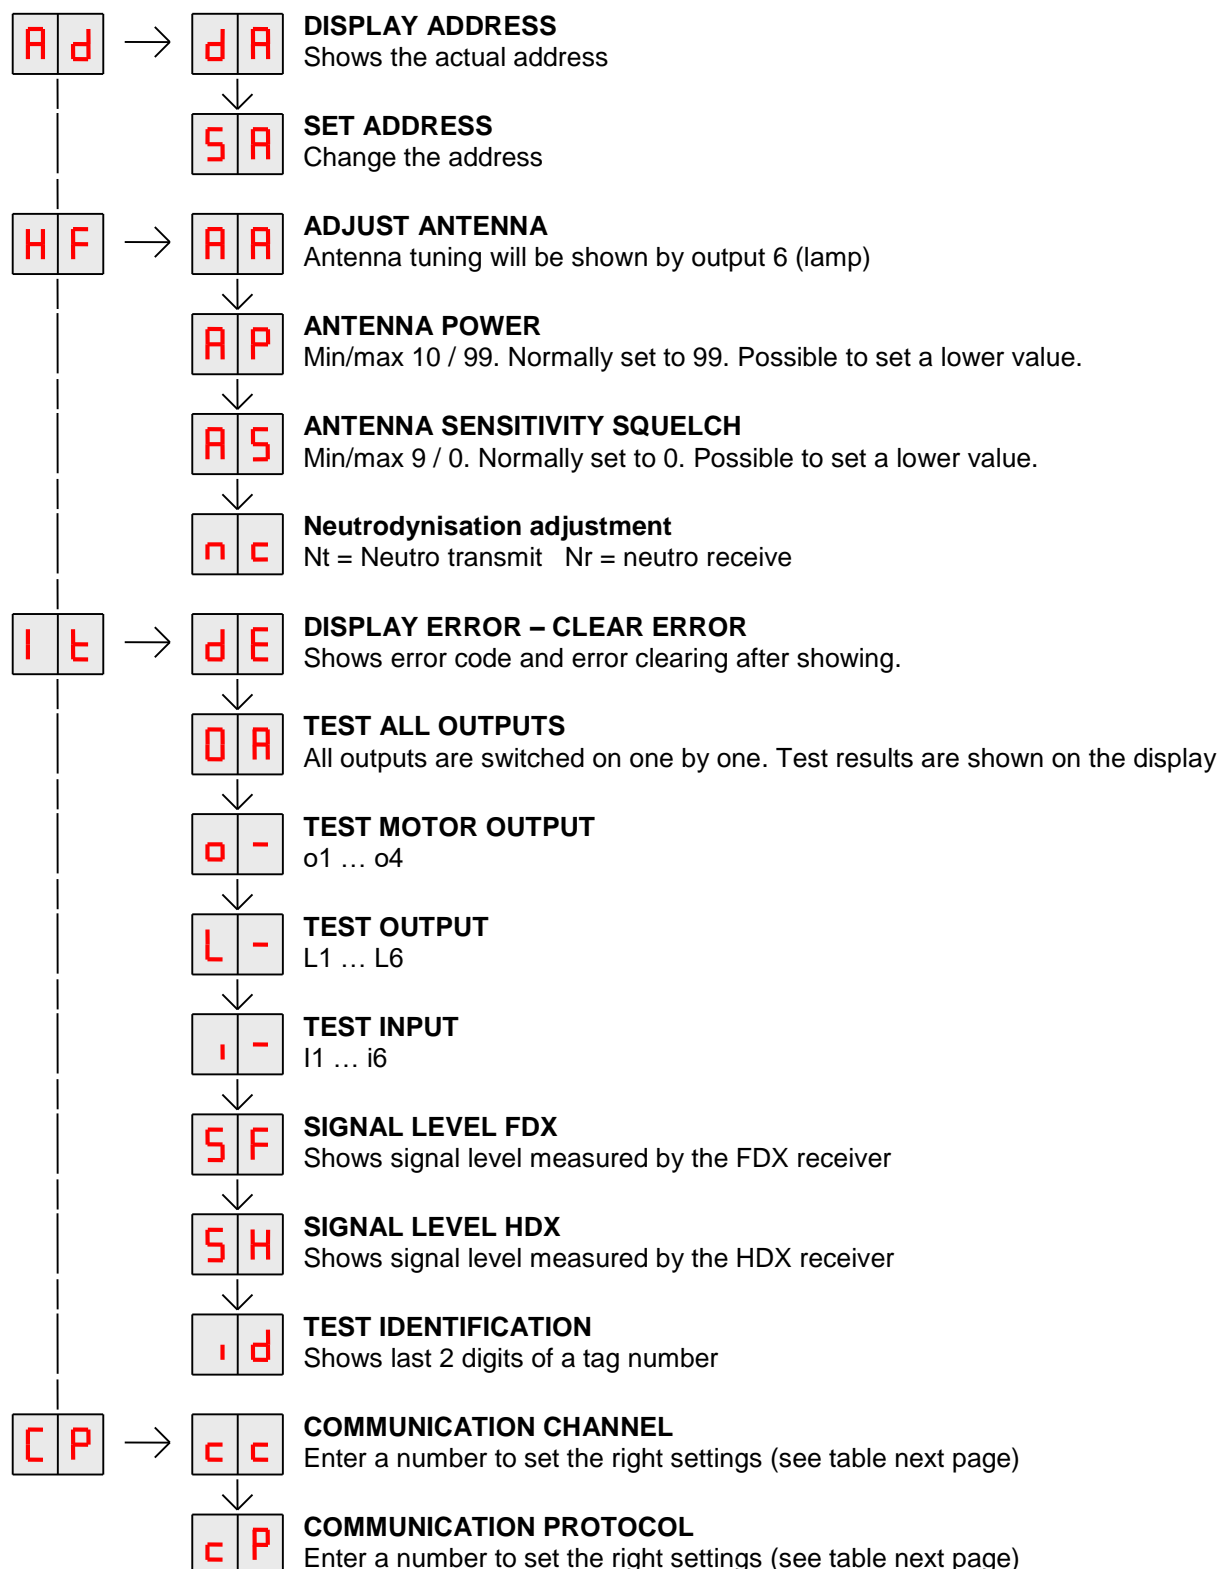 Ad dA DISPLAY ADDRESS
Shows the actual address
SA SET ADDRESS
Change the address
HF AA ADJUST ANTENNA
Antenna tuning will be shown by output 6 (lamp)
AP ANTENNA POWER
Min/max 10 / 99. Normally set to 99. Possible to set a lower value.
AS ANTENNA SENSITIVITY SQUELCH
Min/max 9 / 0. Normally set to 0. Possible to set a lower value.
nc Neutrodynisation adjustment
Nt = Neutro transmit Nr = neutro receive
It dE DISPLAY ERROR – CLEAR ERROR
Shows error code and error clearing after showing.
OA TEST ALL OUTPUTS
All outputs are switched on one by one. Test results are shown on the display
o- TEST MOTOR OUTPUT
o1 … o4
L- TEST OUTPUT
L1 … L6
i- TEST INPUT
I1 … i6
SF SIGNAL LEVEL FDX
Shows signal level measured by the FDX receiver
SH SIGNAL LEVEL HDX
Shows signal level measured by the HDX receiver
id TEST IDENTIFICATION
Shows last 2 digits of a tag number
CP cc COMMUNICATION CHANNEL
Enter a number to set the right settings (see table next page)
cP COMMUNICATION PROTOCOL
Enter a number to set the right settings (see table next page)